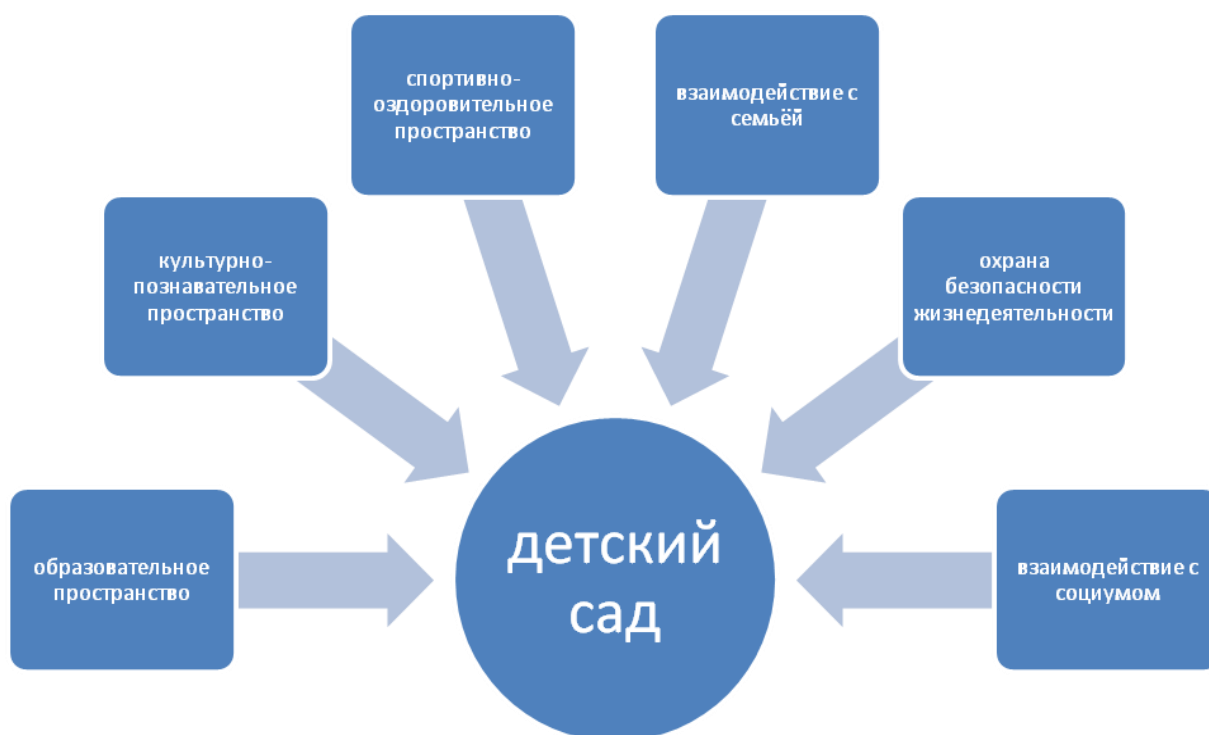 спортивно-
оздоровительное
пространство
взаимодействие с
семьёй
культурно-
познавательное
пространство
охрана
безопасности
жизнедеятельности
образовательное
пространство
детский
сад
взаимодействие с
социумом